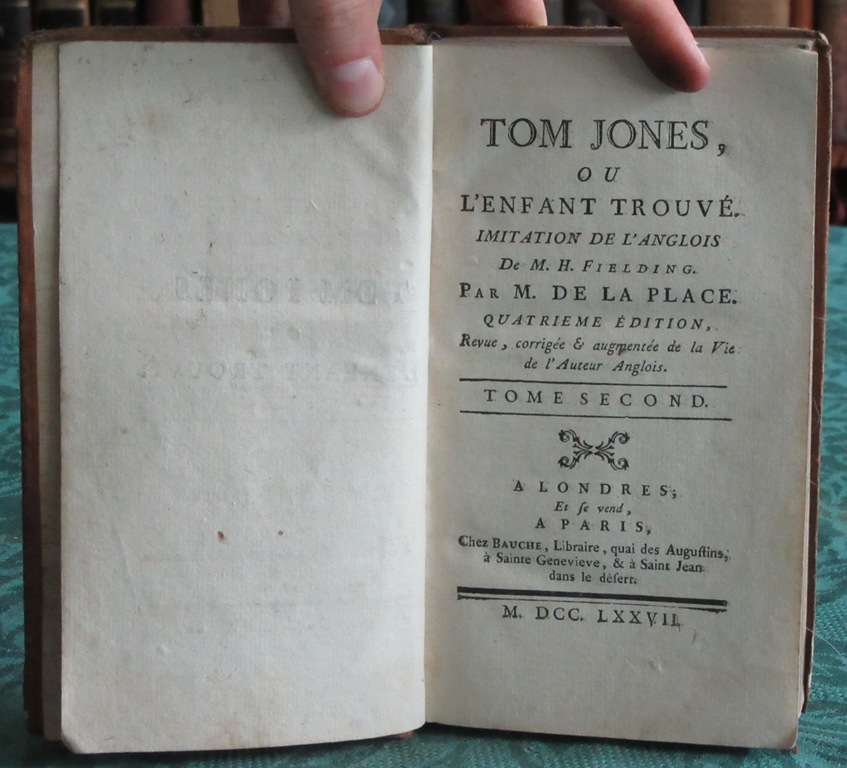 TOM JONES,
OU
L'ENFANT TROUVÉ.
IMITATION DE L'ANGLOIS
De M. H. FIELDING.
PAR M. DE LA PLACE.
QUATRIEME ÉDITION,
Revue, corrigée & augmentée de la Vie
de l'Auteur Anglois.
TOME SECOND.
A LONDRES;
Et ſe vend,
A PARIS,
Chez BAUCHE, Libraire, quai des Auguſtins,
à Sainte Genevieve, & à Saint Jean
dans le déſert.
M. DCC. LXXVII.